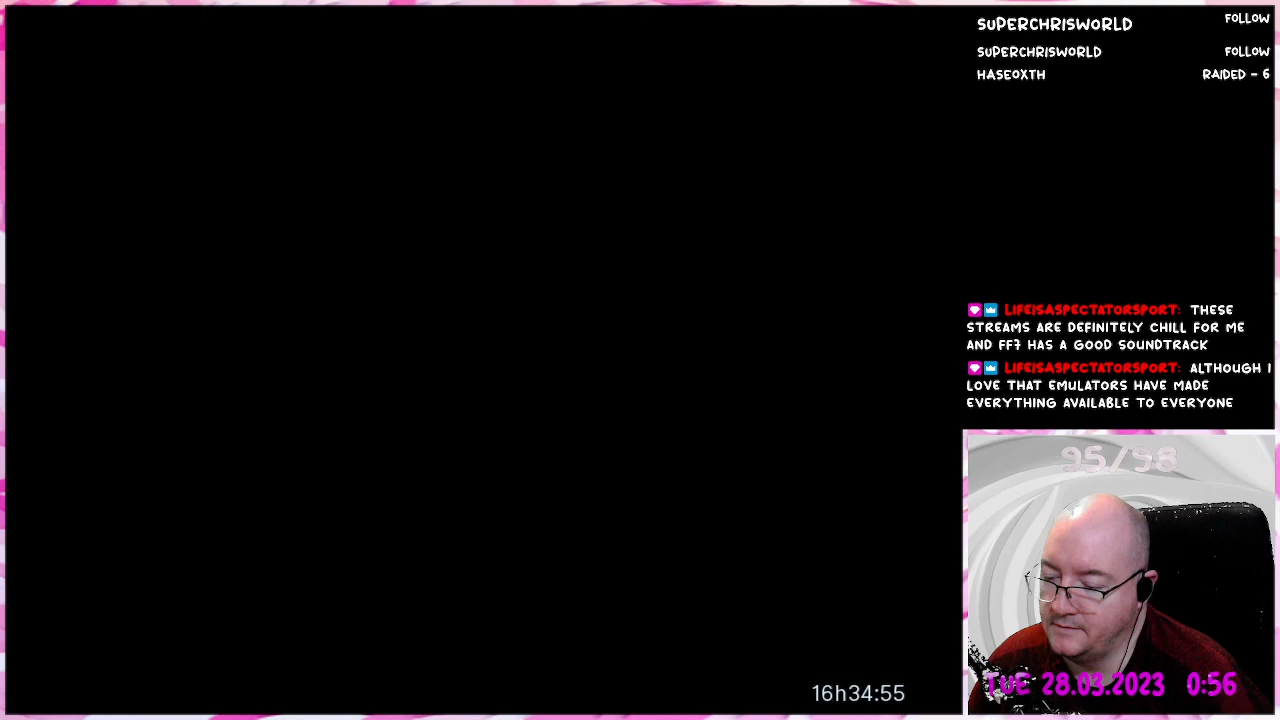 SUPERCHRISWORLD FOLLOW
SUPERCHRISWORLD FOLLOW
HASEOXTH RAIDED - 6
LIFEISASPECTATORSPORT: THESE
STREAMS ARE DEFINITELY CHILL FOR ME
AND FF7 HAS A GOOD SOUNDTRACK
LIFEISASPECTATORSPORT: ALTHOUGH I
LOVE THAT EMULATORS HAVE MADE
EVERYTHING AVAILABLE TO EVERYONE
95/98
TUE 28.03.2023 0:56
16h34:55